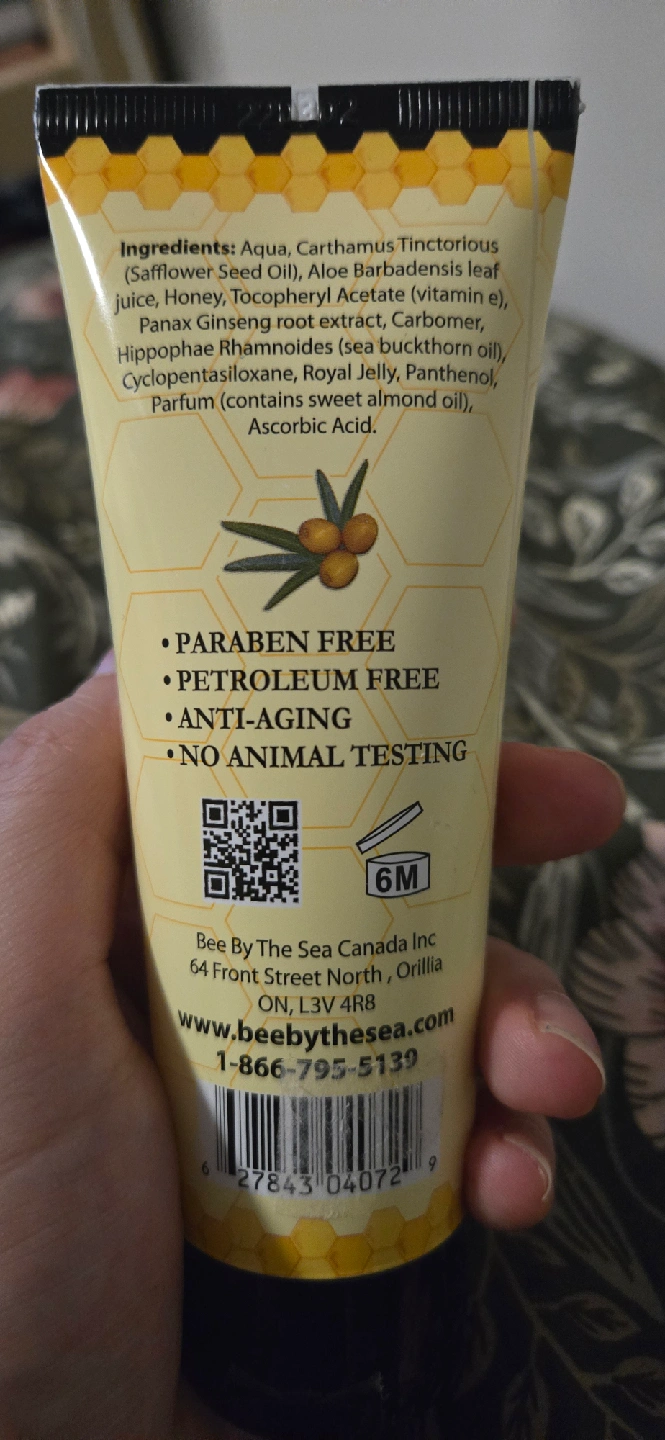 Ingredients: Aqua, Carthamus Tinctorious
(Safflower Seed Oil), Aloe Barbadensis leaf
juice, Honey, Tocopheryl Acetate (vitamin e),
Panax Ginseng root extract, Carbomer,
Hippophae Rhamnoides (sea buckthorn oil),
Cyclopentasiloxane, Royal Jelly, Panthenol,
Parfum (contains sweet almond oil),
Ascorbic Acid.
• PARABEN FREE
• PETROLEUM FREE
• ANTI-AGING
• NO ANIMAL TESTING
6M
Bee By The Sea Canada Inc
64 Front Street North , Orillia
ON, L3V 4R8
www.beebythesea.com
1-866-795-5139
6 27843 04072 9